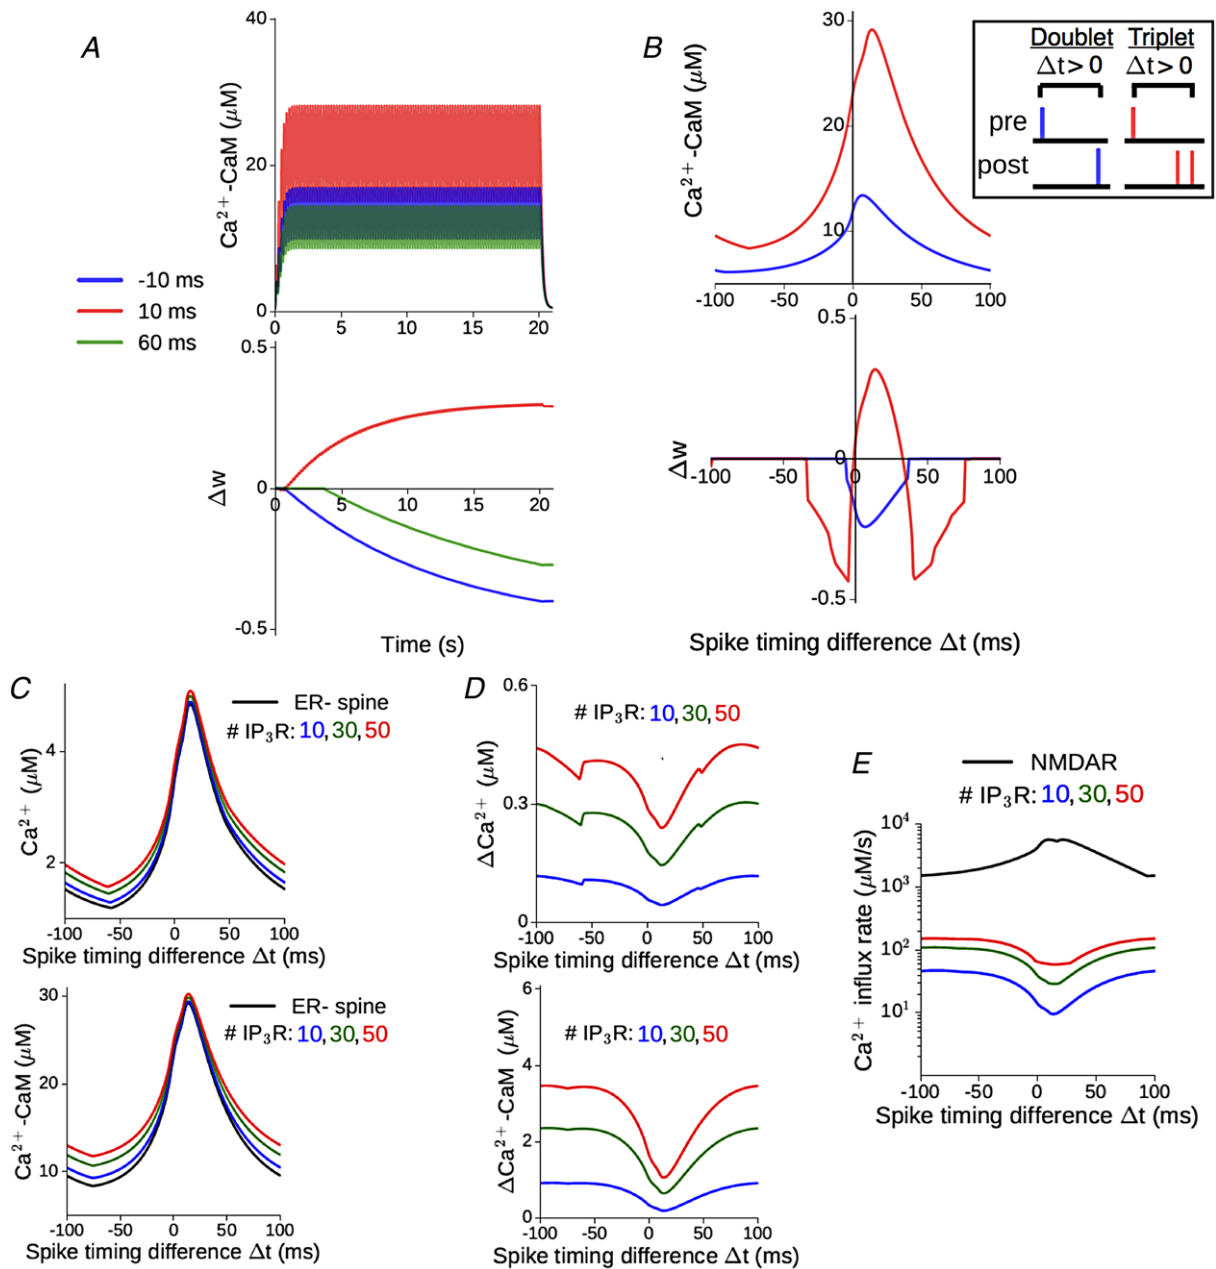 A
40
30
20
10
0
Ca²⁺-CaM (μM)
0 5 10 15 20
-10 ms
10 ms
60 ms
0.5
0
-0.5
Δw
0 5 10 15 20
Time (s)
B
30
20
10
Ca²⁺-CaM (μM)
-100 -50 0 50 100
Doublet Triplet
Δt > 0 Δt > 0
pre
post
0.5
0
-0.5
Δw
-100 -50 0 50 100
Spike timing difference Δt (ms)
C
ER- spine
# IP₃R: 10, 30, 50
4
2
Ca²⁺ (μM)
-100 -50 0 50 100
Spike timing difference Δt (ms)
30
20
10
Ca²⁺-CaM (μM)
ER- spine
# IP₃R: 10, 30, 50
-100 -50 0 50 100
Spike timing difference Δt (ms)
D
0.6
0.3
0
ΔCa²⁺ (μM)
# IP₃R: 10, 30, 50
-100 -50 0 50 100
Spike timing difference Δt (ms)
6
4
2
0
ΔCa²⁺-CaM (μM)
# IP₃R: 10, 30, 50
-100 -50 0 50 100
Spike timing difference Δt (ms)
E
NMDAR
# IP₃R: 10, 30, 50
10⁴
10³
10²
10¹
Ca²⁺ influx rate (μM/s)
-100 -50 0 50 100
Spike timing difference Δt (ms)